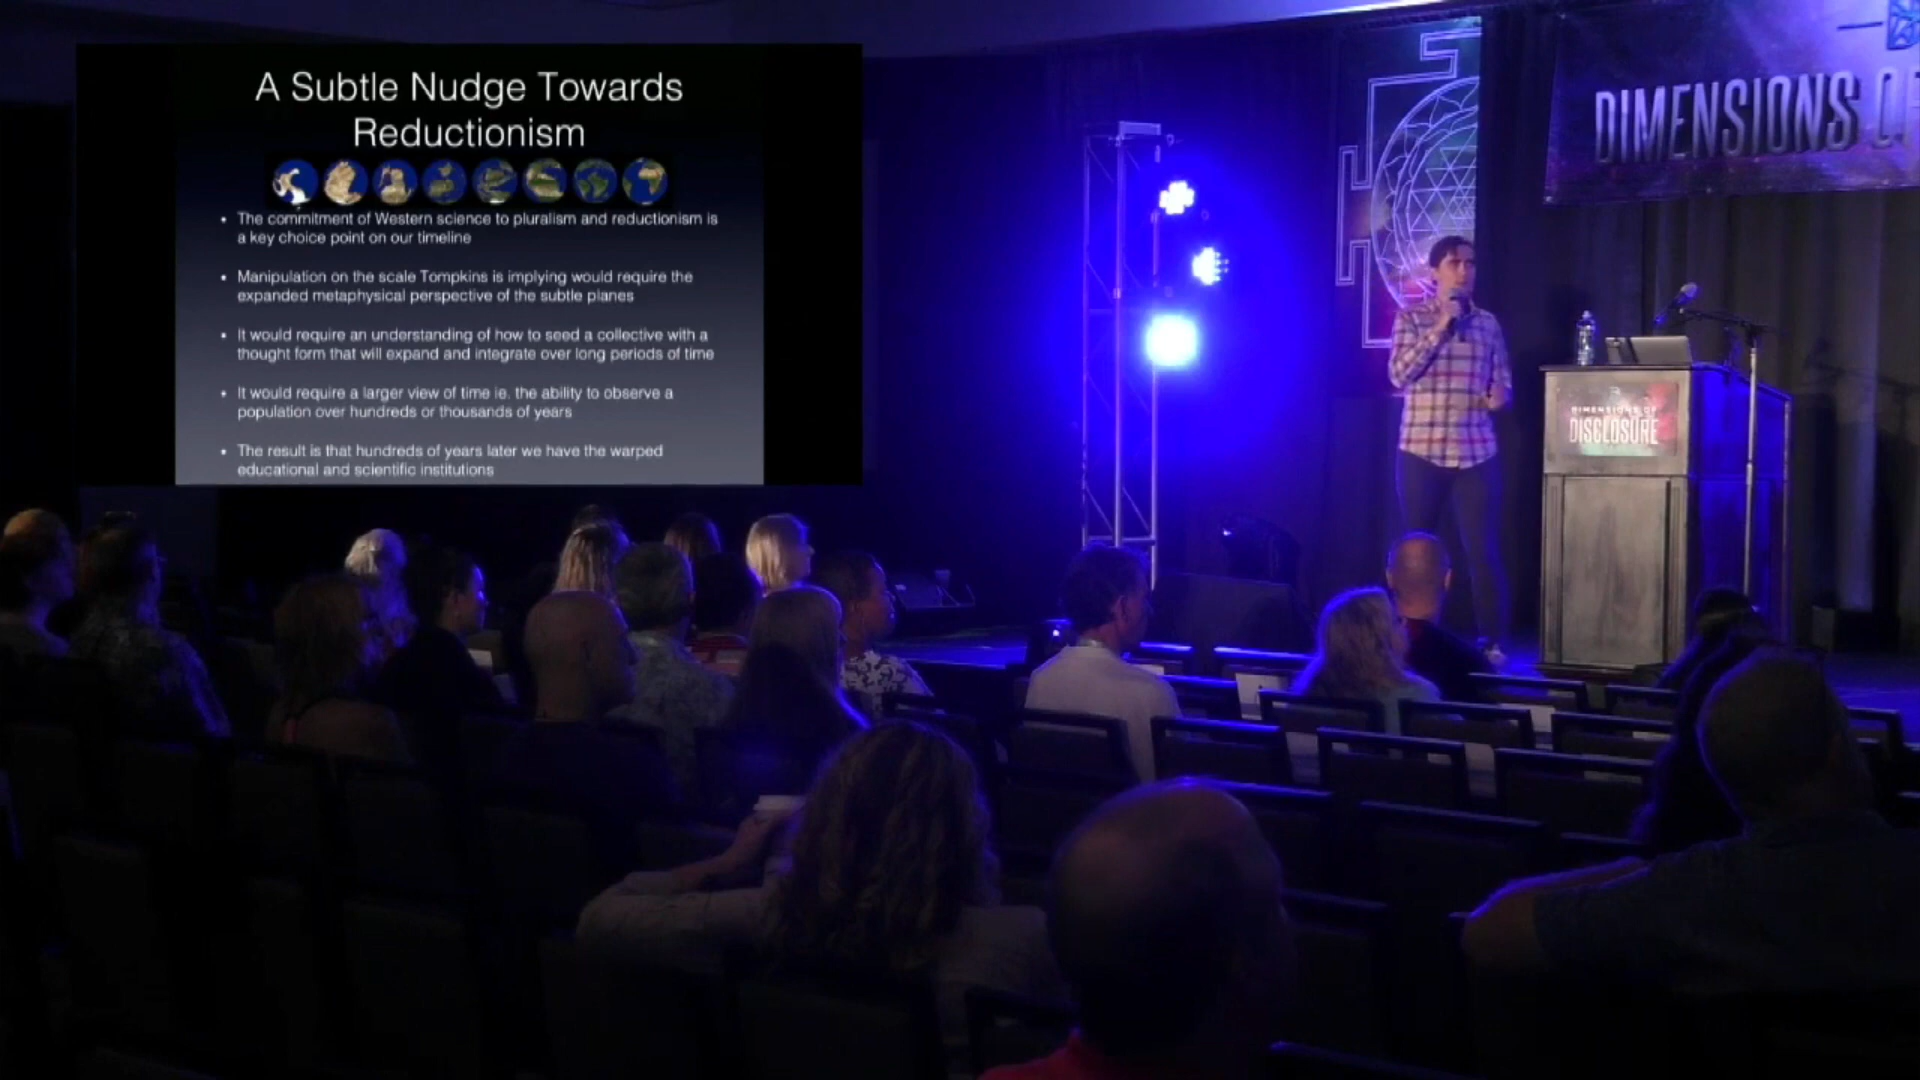 A Subtle Nudge Towards
Reductionism
• The commitment of Western science to pluralism and reductionism is
a key choice point on our timeline
• Manipulation on the scale Tompkins is implying would require the
expanded metaphysical perspective of the subtle planes
• It would require an understanding of how to seed a collective with a
thought form that will expand and integrate over long periods of time
• It would require a larger view of time ie. the ability to observe a
population over hundreds or thousands of years
• The result is that hundreds of years later we have the warped
educational and scientific institutions
DIMENSIONS OF
DIMENSIONS OF
DISCLOSURE